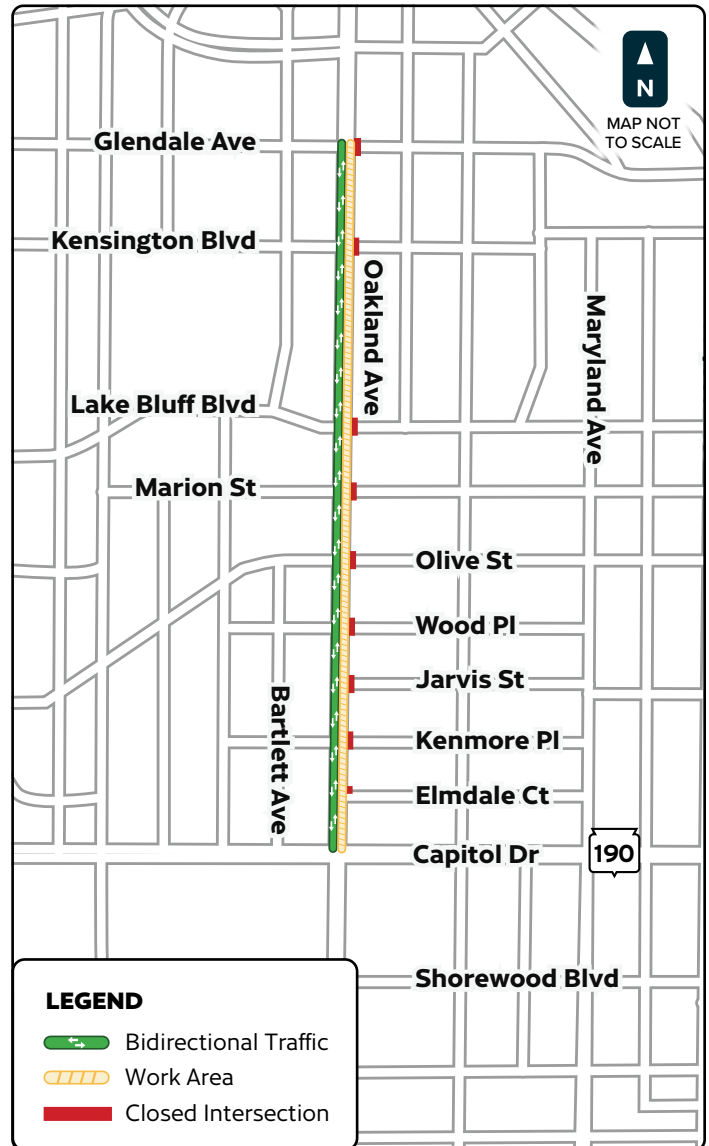 N
MAP NOT
TO SCALE
Glendale Ave
Kensington Blvd
Oakland Ave
Maryland Ave
Lake Bluff Blvd
Marion St
Olive St
Wood Pl
Jarvis St
Bartlett Ave
Kenmore Pl
Elmdale Ct
Capitol Dr
190
Shorewood Blvd
LEGEND
Bidirectional Traffic
Work Area
Closed Intersection